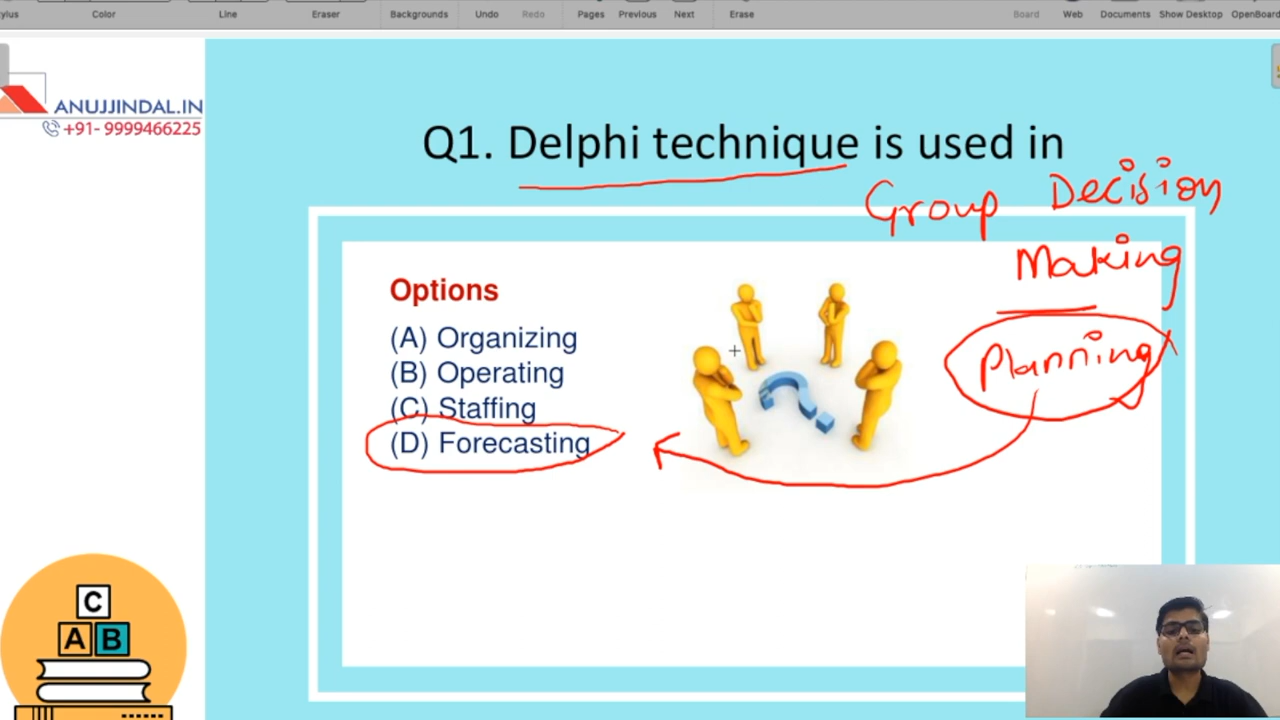 ylus Color Line Eraser Backgrounds Undo Redo Pages Previous Next Erase Board Web Documents Show Desktop OpenBoard
ANUJJINDAL.IN
+91- 9999466225
Q1. Delphi technique is used in
Group Decision
Making
Planning
Options
(A) Organizing
(B) Operating
(C) Staffing
(D) Forecasting
C
A B